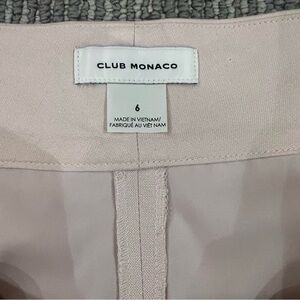 CLUB MONACO
6
MADE IN VIETNAM/
FABRIQUÉ AU VIÊT NAM